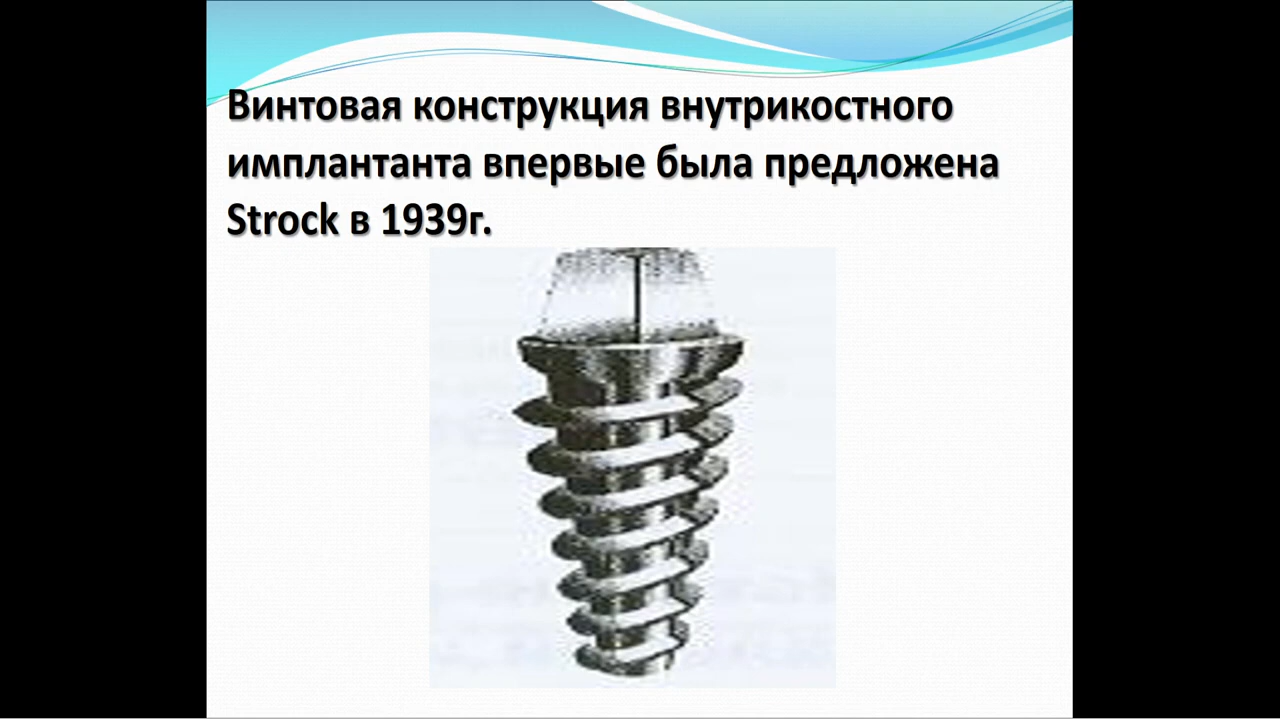 Винтовая конструкция внутрикостного
имплантанта впервые была предложена
Strock в 1939г.